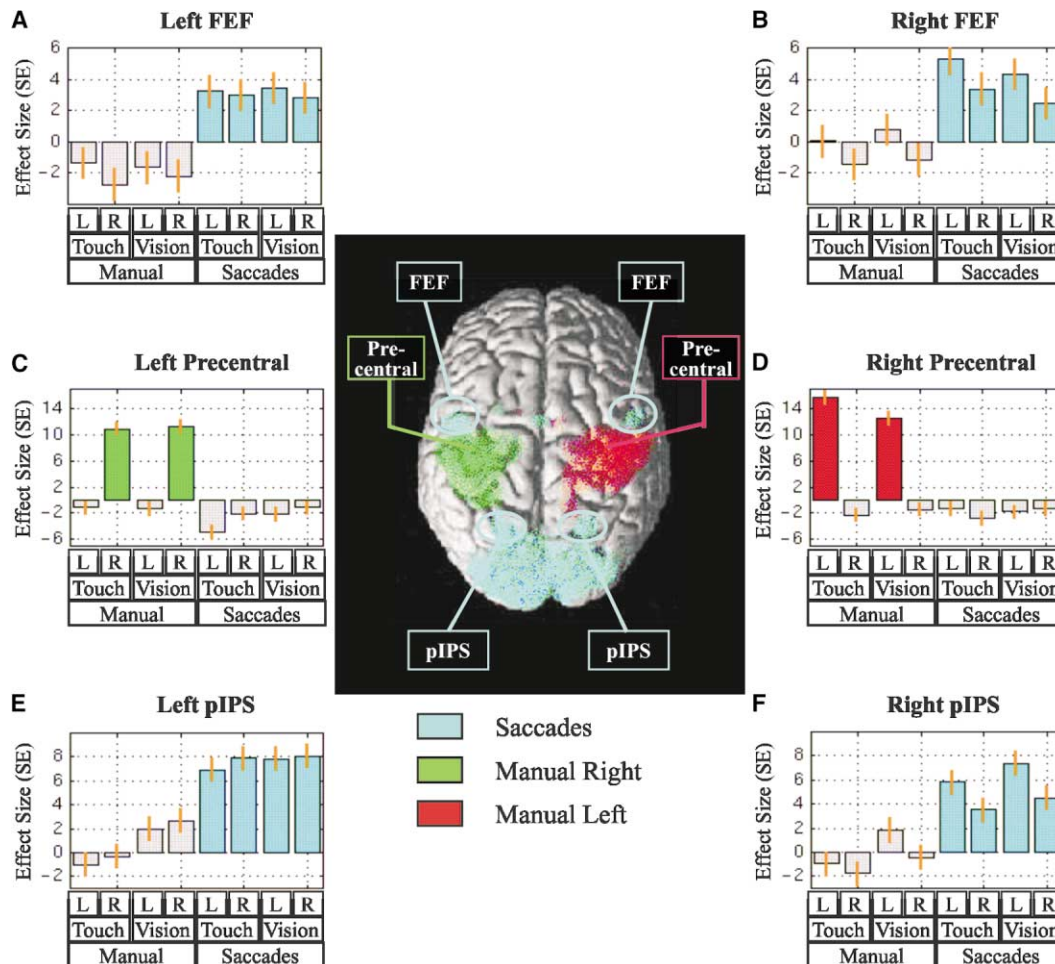 A
Left FEF
Effect Size (SE)
6
4
2
0
-2
L R L R L R L R
Touch Vision Touch Vision
Manual Saccades
B
Right FEF
Effect Size (SE)
6
4
2
0
-2
L R L R L R L R
Touch Vision Touch Vision
Manual Saccades
FEF
FEF
Pre-
central
Pre-
central
pIPS
pIPS
C
Left Precentral
Effect Size (SE)
14
10
6
2
-2
-6
L R L R L R L R
Touch Vision Touch Vision
Manual Saccades
D
Right Precentral
Effect Size (SE)
14
10
6
2
-2
-6
L R L R L R L R
Touch Vision Touch Vision
Manual Saccades
E
Left pIPS
Effect Size (SE)
8
6
4
2
0
-2
L R L R L R L R
Touch Vision Touch Vision
Manual Saccades
Saccades
Manual Right
Manual Left
F
Right pIPS
Effect Size (SE)
8
6
4
2
0
-2
L R L R L R L R
Touch Vision Touch Vision
Manual Saccades